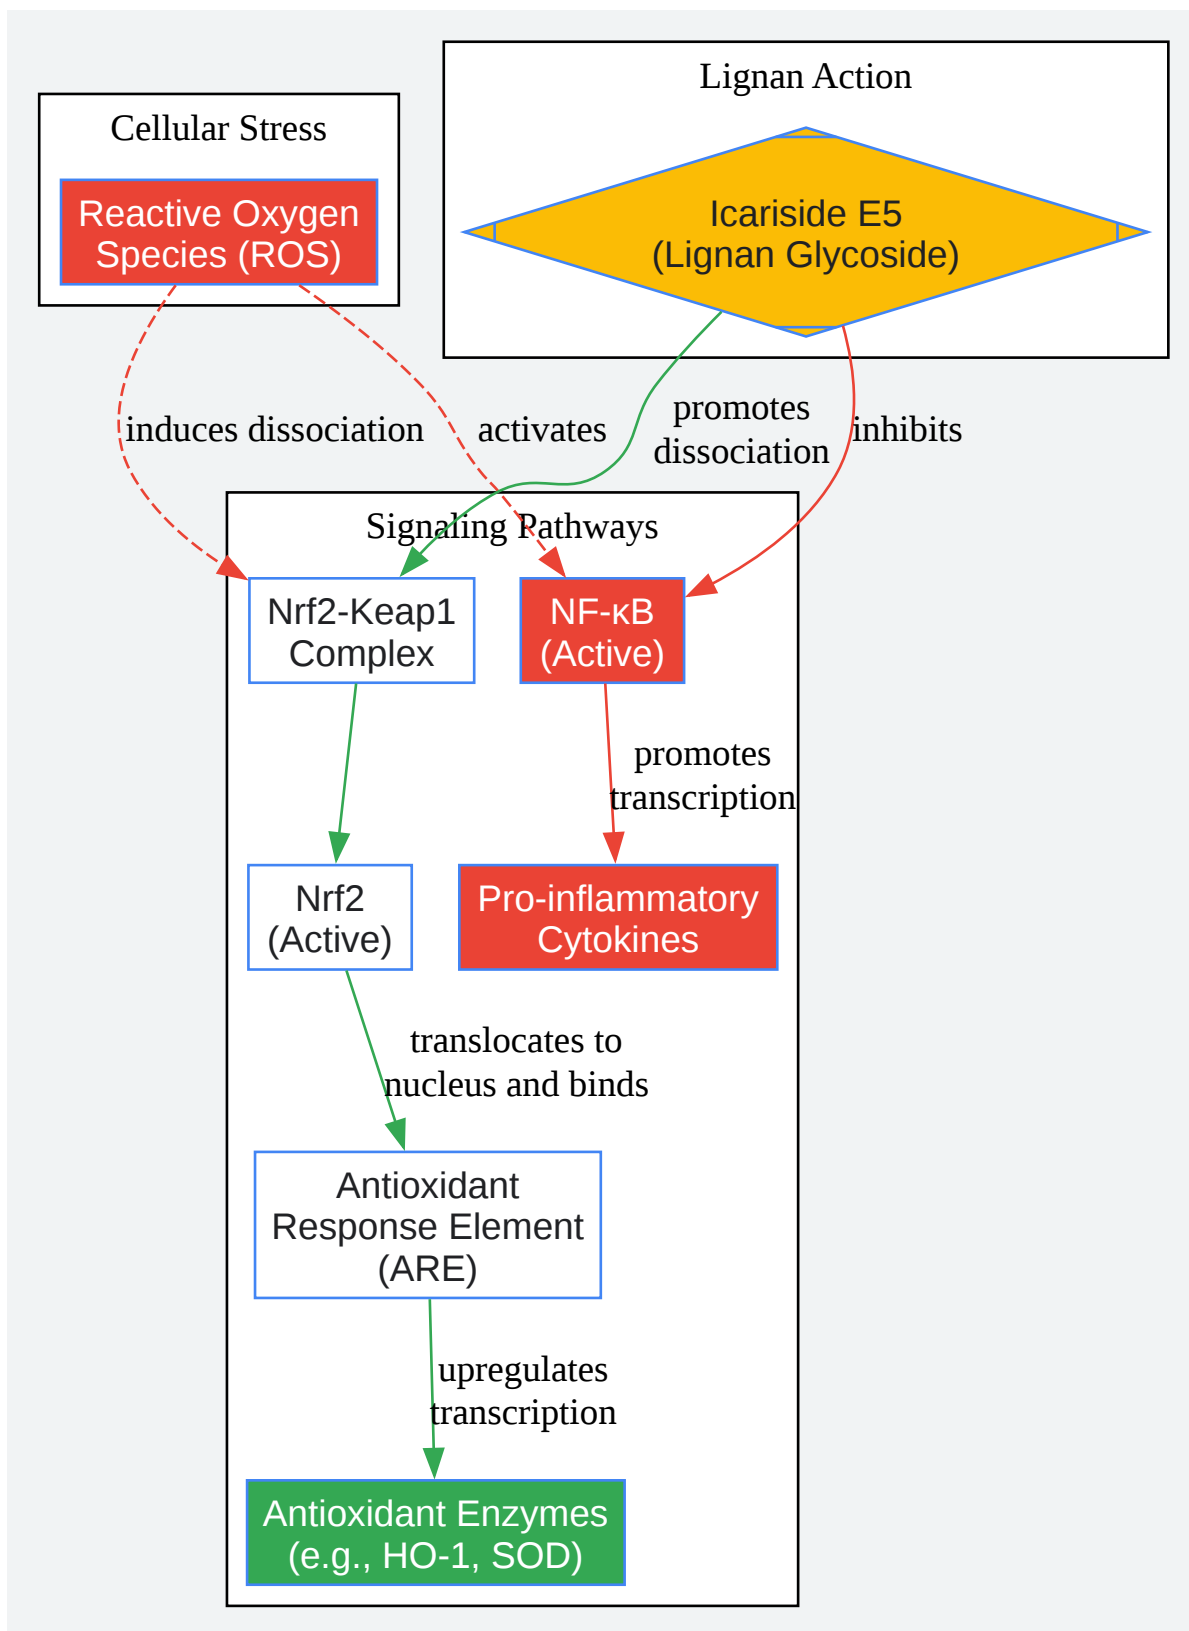 Lignan Action
Cellular Stress
Reactive Oxygen
Species (ROS)
Icariside E5
(Lignan Glycoside)
induces dissociation
activates
promotes
dissociation
inhibits
Signaling Pathways
Nrf2-Keap1
Complex
NF-κB
(Active)
promotes
transcription
Nrf2
(Active)
Pro-inflammatory
Cytokines
translocates to
nucleus and binds
Antioxidant
Response Element
(ARE)
upregulates
transcription
Antioxidant Enzymes
(e.g., HO-1, SOD)